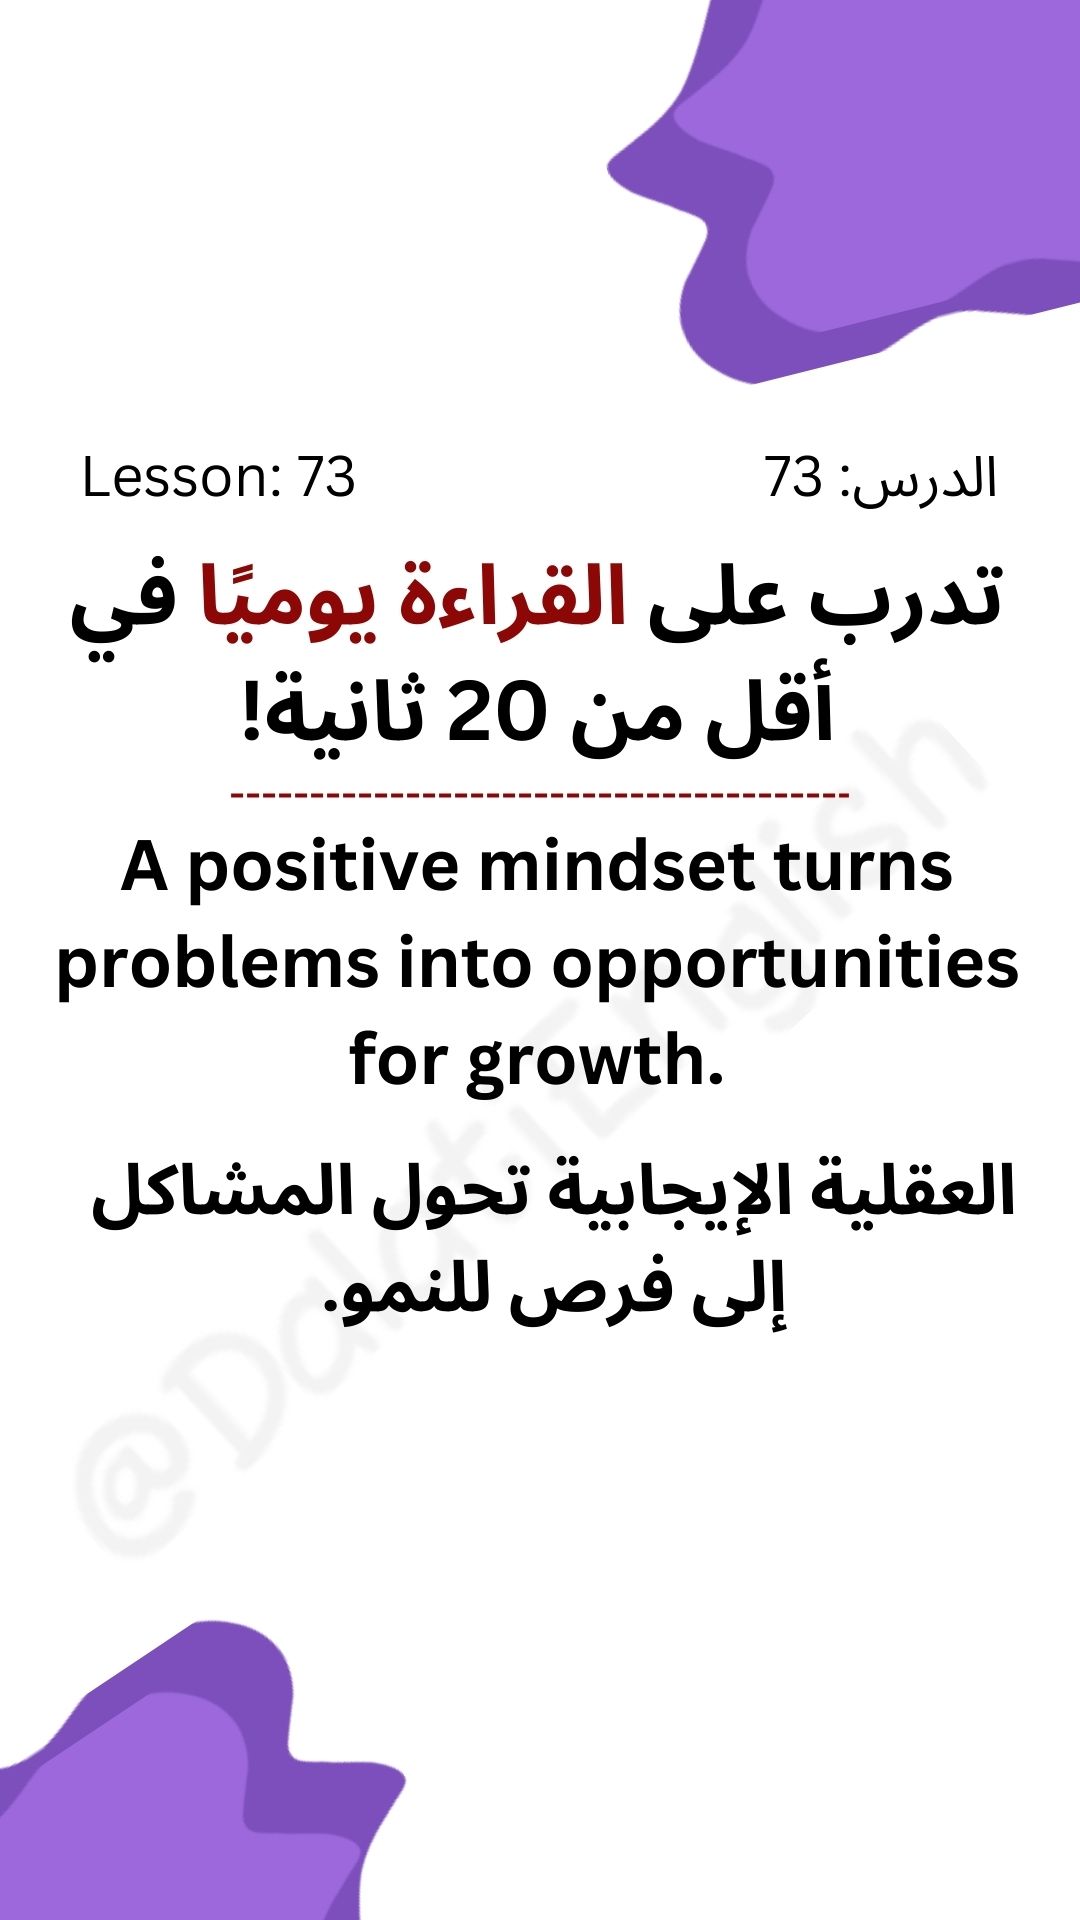 Lesson: 73
الدرس: 73
تدرب على القراءة يوميًا في
أقل من 20 ثانية!
---------------------------------------
A positive mindset turns
problems into opportunities
for growth.
العقلية الإيجابية تحول المشاكل
إلى فرص للنمو.
@DalatiEnglish